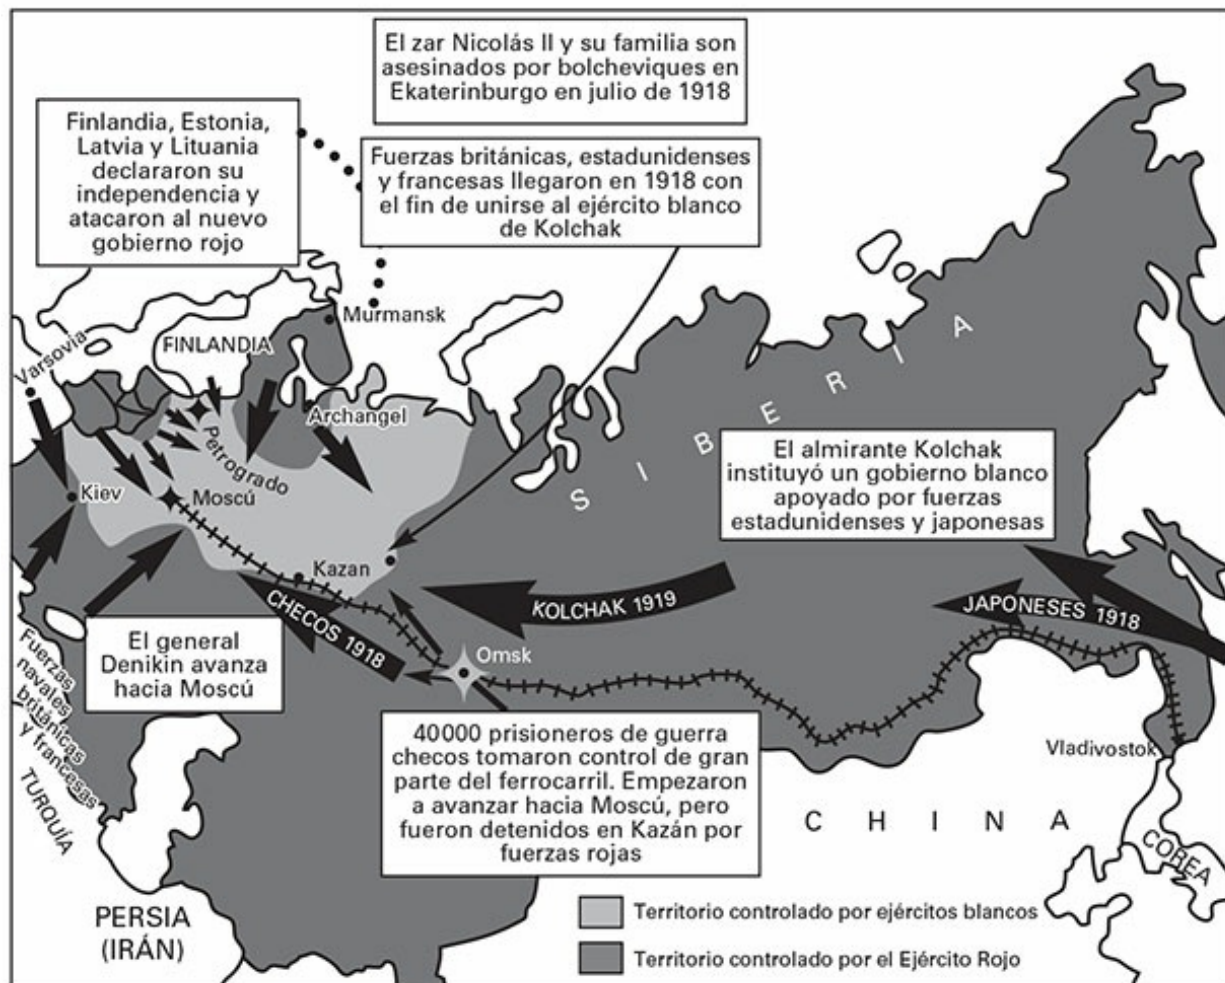 El zar Nicolás II y su familia son
asesinados por bolcheviques en
Ekaterinburgo en julio de 1918
Finlandia, Estonia,
Latvia y Lituania
declararon su
independencia y
atacaron al nuevo
gobierno rojo
Fuerzas británicas, estadunidenses
y francesas llegaron en 1918 con
el fin de unirse al ejército blanco
de Kolchak
Murmansk
FINLANDIA
Varsovia
Archangel
Petrogrado
Kiev
Moscú
SIBERIA
El almirante Kolchak
instituyó un gobierno blanco
apoyado por fuerzas
estadunidenses y japonesas
Kazan
KOLCHAK 1919
JAPONESES 1918
CHECOS 1918
Omsk
El general
Denikin avanza
hacia Moscú
Fuerzas
navales
británicas
y francesas
TURQUÍA
40000 prisioneros de guerra
checos tomaron control de gran
parte del ferrocarril. Empezaron
a avanzar hacia Moscú, pero
fueron detenidos en Kazán por
fuerzas rojas
Vladivostok
CHINA
COREA
PERSIA
(IRÁN)
Territorio controlado por ejércitos blancos
Territorio controlado por el Ejército Rojo